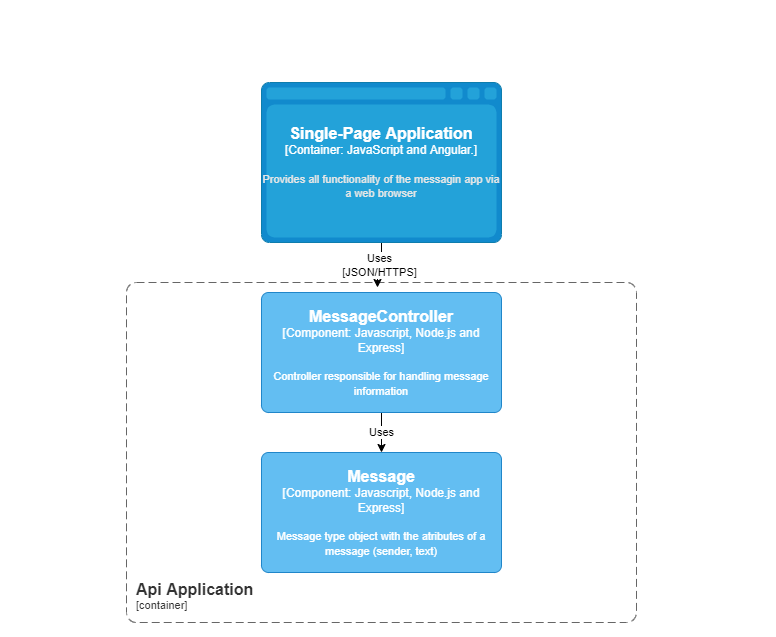 Single-Page Application
[Container: JavaScript and Angular.]
Provides all functionality of the messagin app via
a web browser
Uses
[JSON/HTTPS]
MessageController
[Component: Javascript, Node.js and
Express]
Controller responsible for handling message
information
Uses
Message
[Component: Javascript, Node.js and
Express]
Message type object with the atributes of a
message (sender, text)
Api Application
[container]